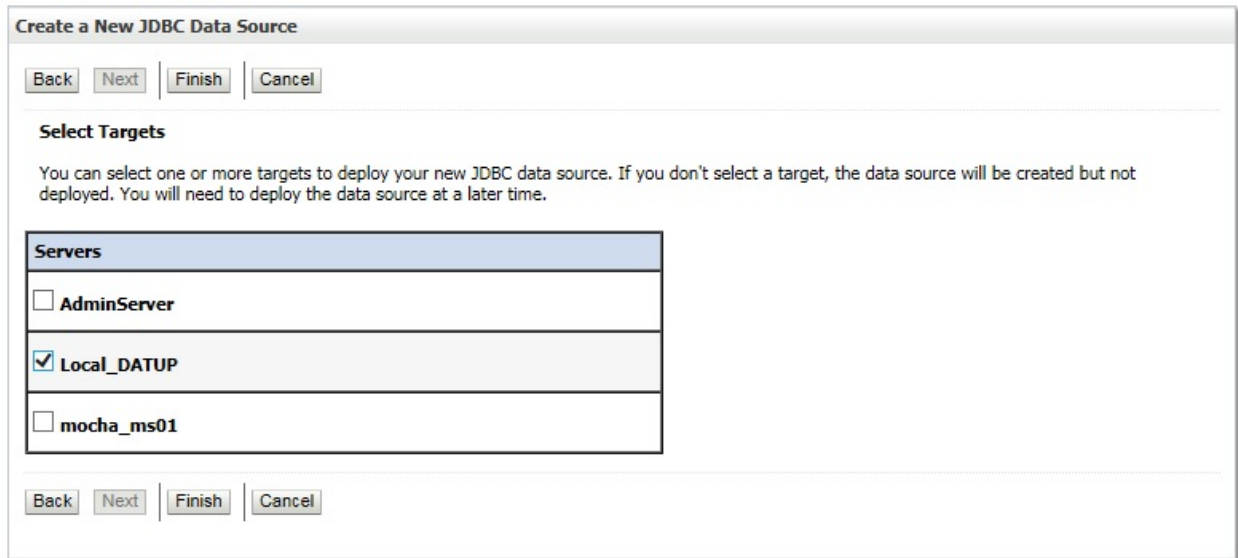 Create a New JDBC Data Source
Back Next Finish Cancel
Select Targets
You can select one or more targets to deploy your new JDBC data source. If you don't select a target, the data source will be created but not
deployed. You will need to deploy the data source at a later time.
Servers
AdminServer
Local_DATUP
mocha_ms01
Back Next Finish Cancel